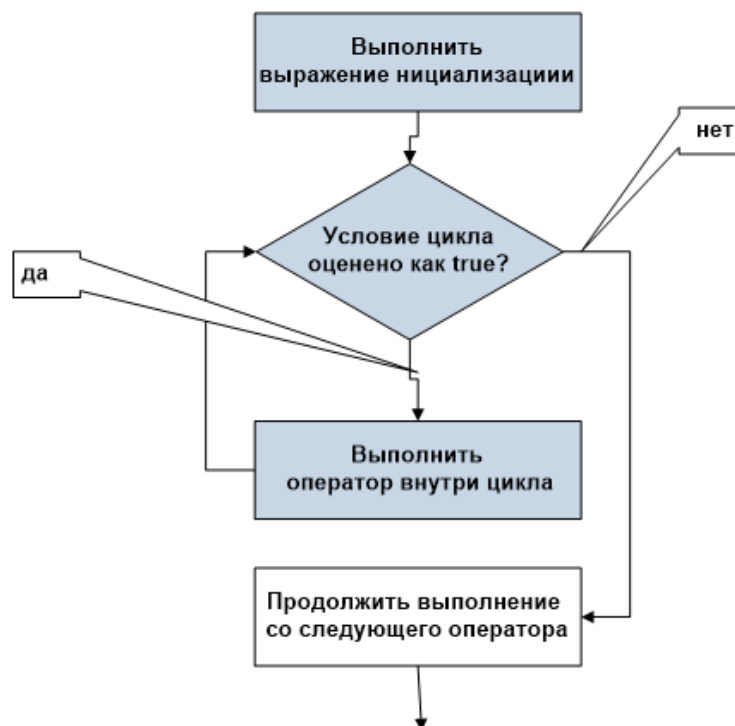 Выполнить
выражение нициализациии
нет
Условие цикла
оценено как true?
да
Выполнить
оператор внутри цикла
Продолжить выполнение
со следующего оператора